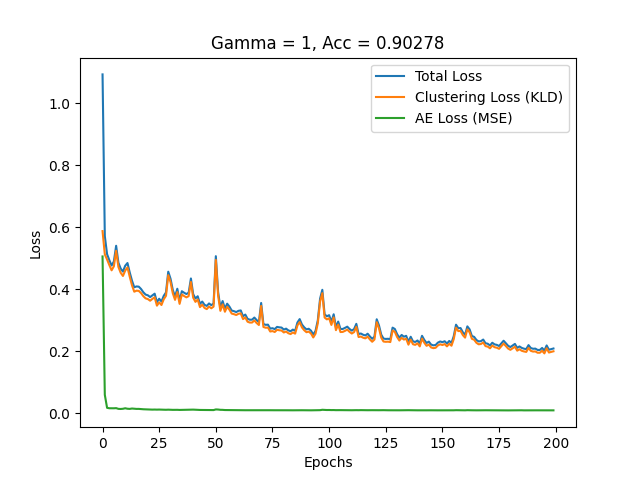 Gamma = 1, Acc = 0.90278
Total Loss
Clustering Loss (KLD)
AE Loss (MSE)
1.0
0.8
0.6
0.4
0.2
0.0
Loss
0 25 50 75 100 125 150 175 200
Epochs